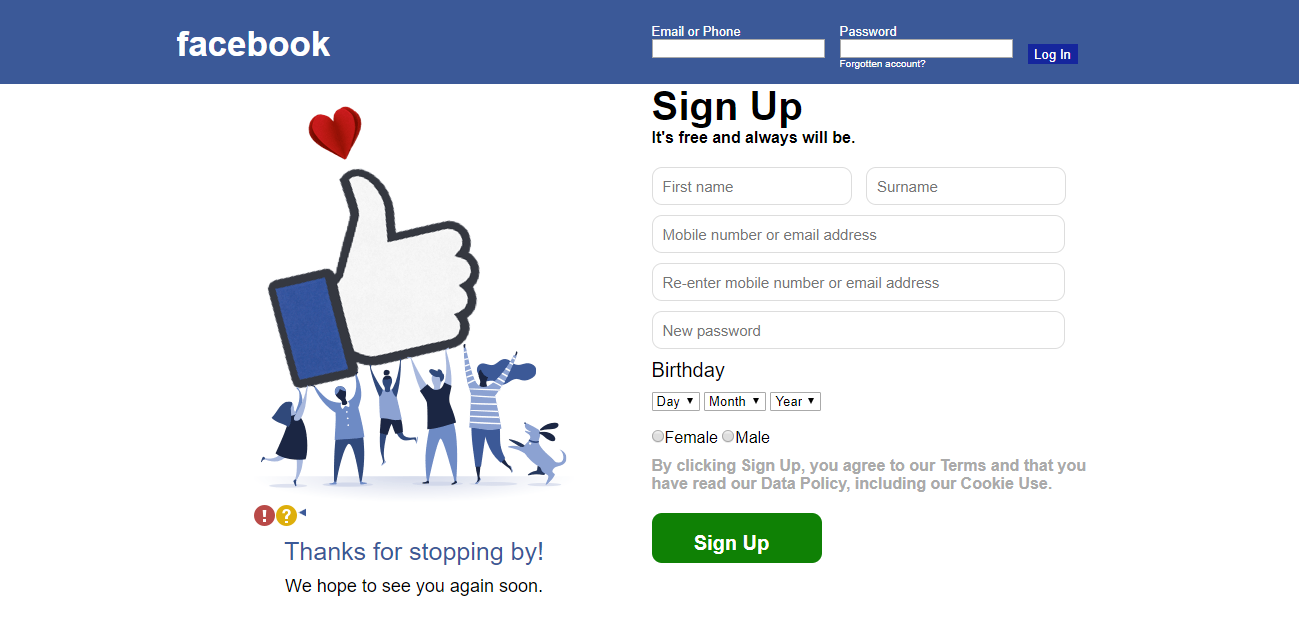 facebook
Email or Phone
Password
Log In
Forgotten account?
Sign Up
It's free and always will be.
First name
Surname
Mobile number or email address
Re-enter mobile number or email address
New password
Birthday
Day
Month
Year
Female Male
By clicking Sign Up, you agree to our Terms and that you
have read our Data Policy, including our Cookie Use.
Sign Up
! ?
Thanks for stopping by!
We hope to see you again soon.